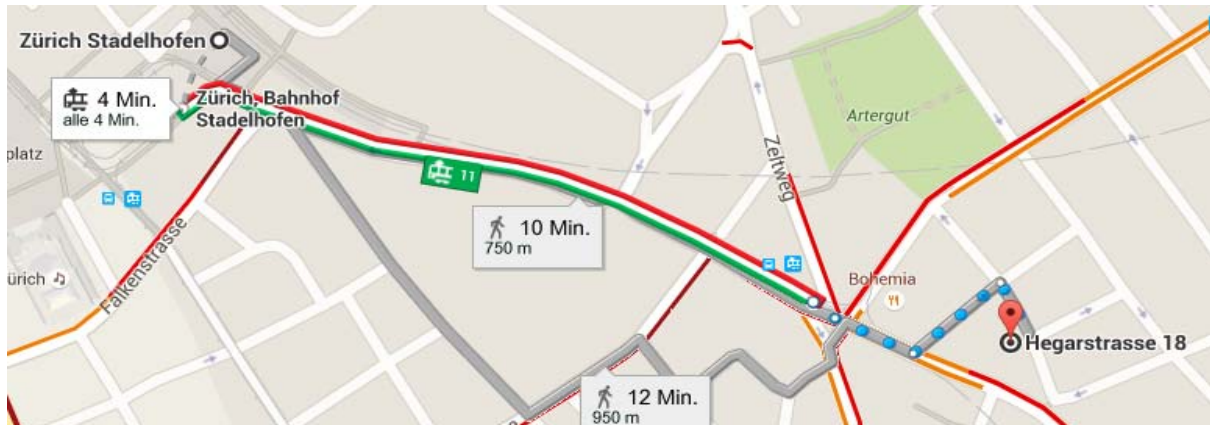 Zürich Stadelhofen
4 Min.
alle 4 Min.
Zürich, Bahnhof
Stadelhofen
platz
11
10 Min.
750 m
Zeltweg
Artergut
Falkenstrasse
ürich
Bohemia
Hegarstrasse 18
12 Min.
950 m